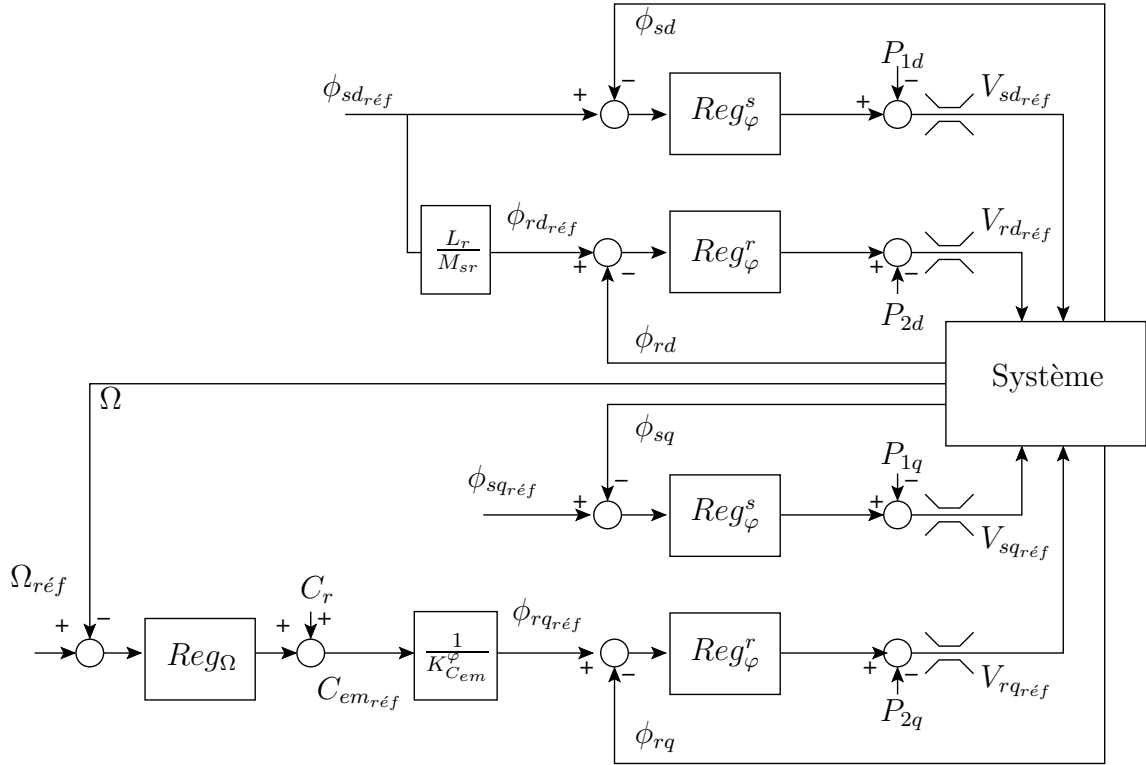 ϕ_sd
P_1d
ϕ_sd_réf
+ − Reg^s_φ + − V_sd_réf
L_r/M_sr
ϕ_rd_réf
+ − Reg^r_φ + − V_rd_réf
P_2d
ϕ_rd
Système
Ω
ϕ_sq
P_1q
ϕ_sq_réf
+ − Reg^s_φ + − V_sq_réf
Ω_réf
+ − Reg_Ω
C_r
+ +
C_em_réf
1/K^φ_C_em
ϕ_rq_réf
+ − Reg^r_φ + − V_rq_réf
P_2q
ϕ_rq